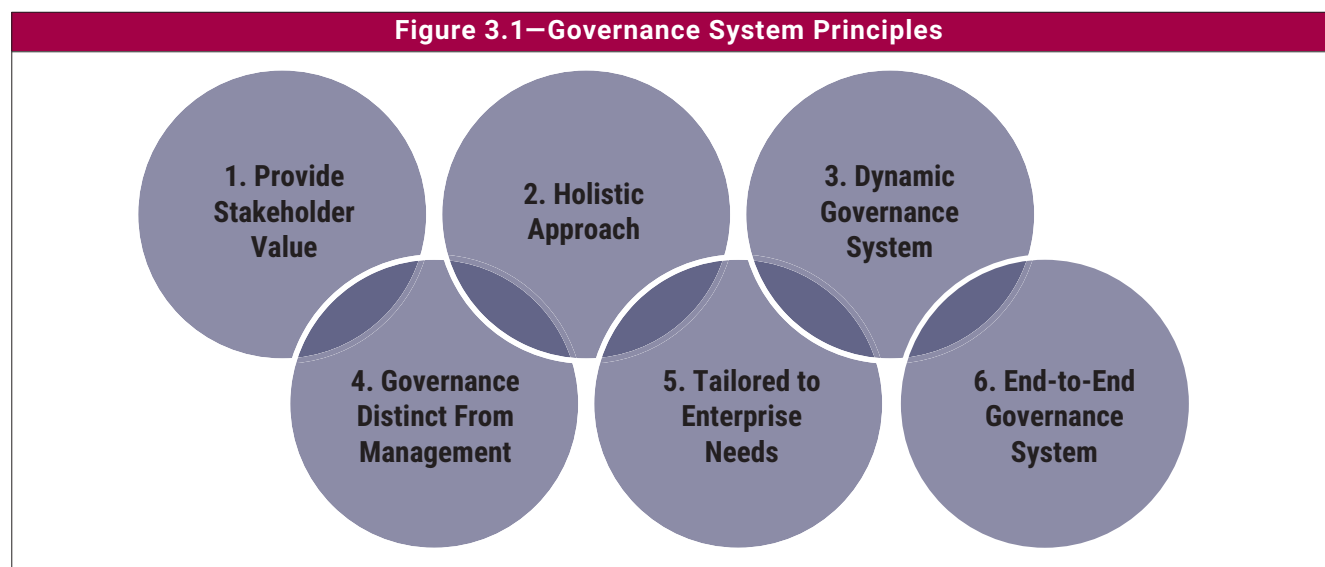 Figure 3.1—Governance System Principles
1. Provide
Stakeholder
Value
2. Holistic
Approach
3. Dynamic
Governance
System
4. Governance
Distinct From
Management
5. Tailored to
Enterprise
Needs
6. End-to-End
Governance
System